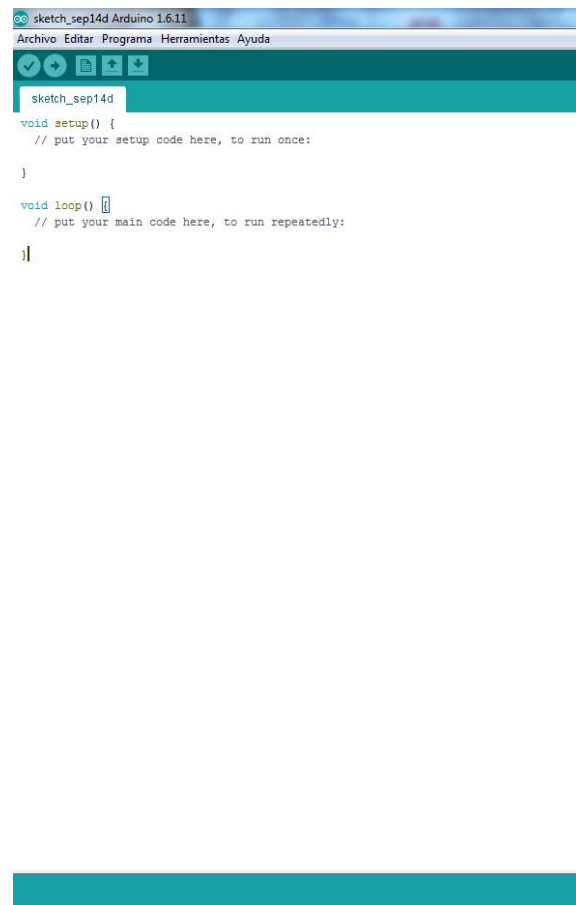 sketch_sep14d Arduino 1.6.11
Archivo Editar Programa Herramientas Ayuda
sketch_sep14d
void setup() {
  // put your setup code here, to run once:
}
void loop() {
  // put your main code here, to run repeatedly:
}